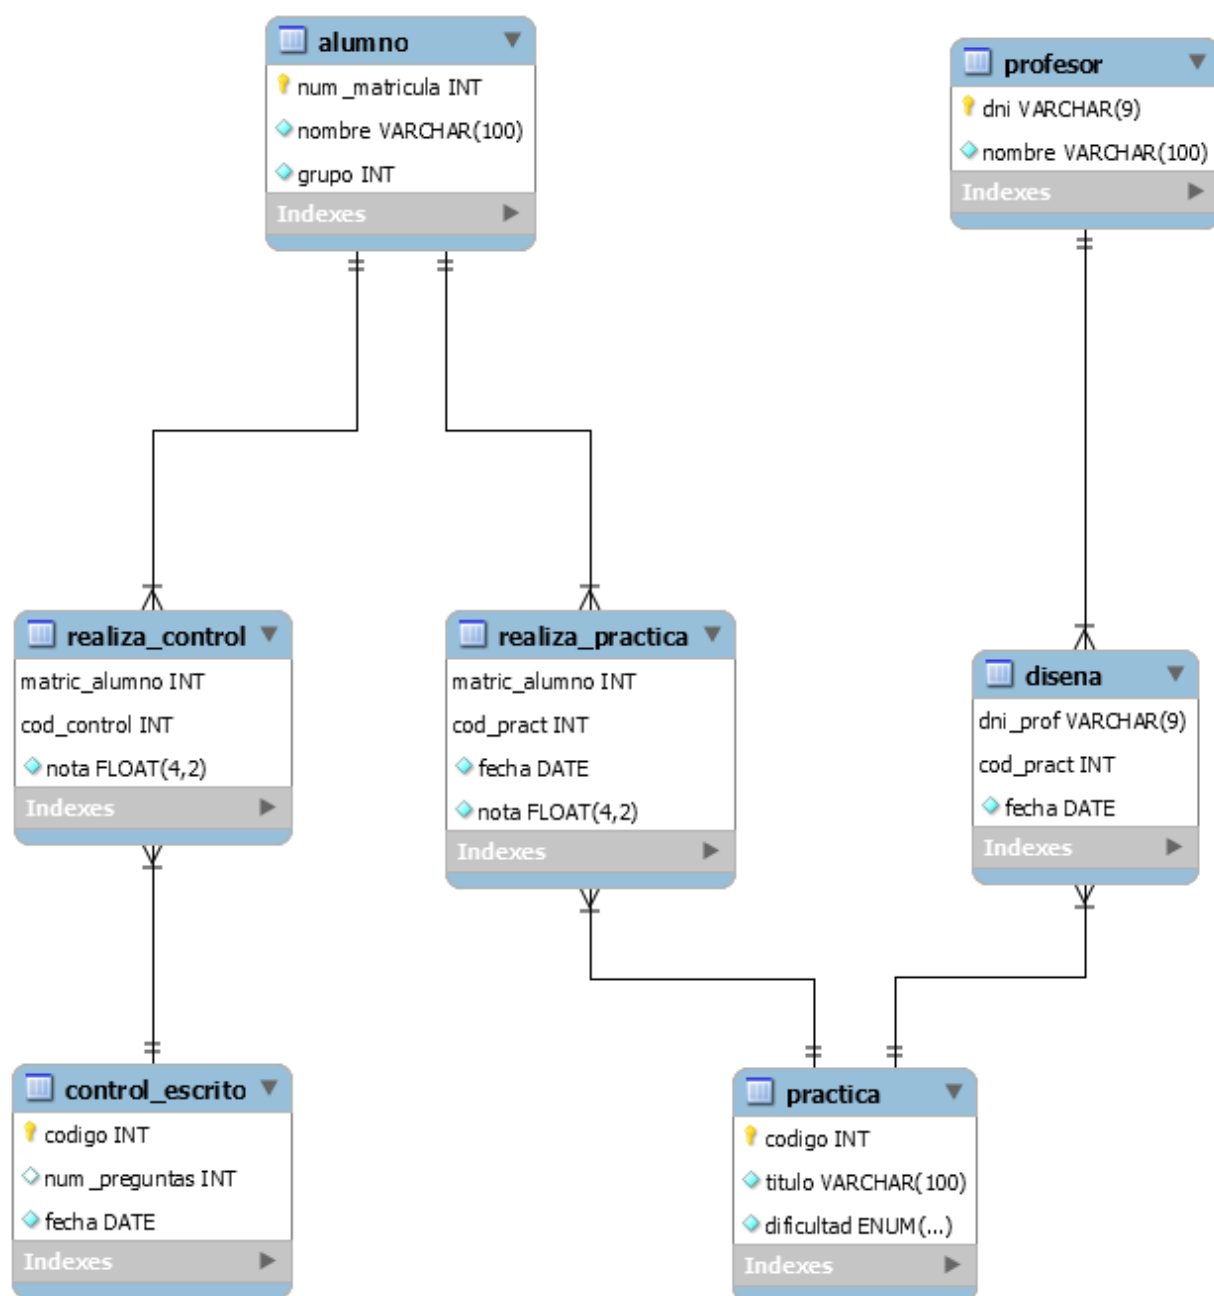 alumno
num_matricula INT
nombre VARCHAR(100)
grupo INT
Indexes
profesor
dni VARCHAR(9)
nombre VARCHAR(100)
Indexes
realiza_control
matric_alumno INT
cod_control INT
nota FLOAT(4,2)
Indexes
realiza_practica
matric_alumno INT
cod_pract INT
fecha DATE
nota FLOAT(4,2)
Indexes
disena
dni_prof VARCHAR(9)
cod_pract INT
fecha DATE
Indexes
control_escrito
codigo INT
num_preguntas INT
fecha DATE
Indexes
practica
codigo INT
titulo VARCHAR(100)
dificultad ENUM(...)
Indexes